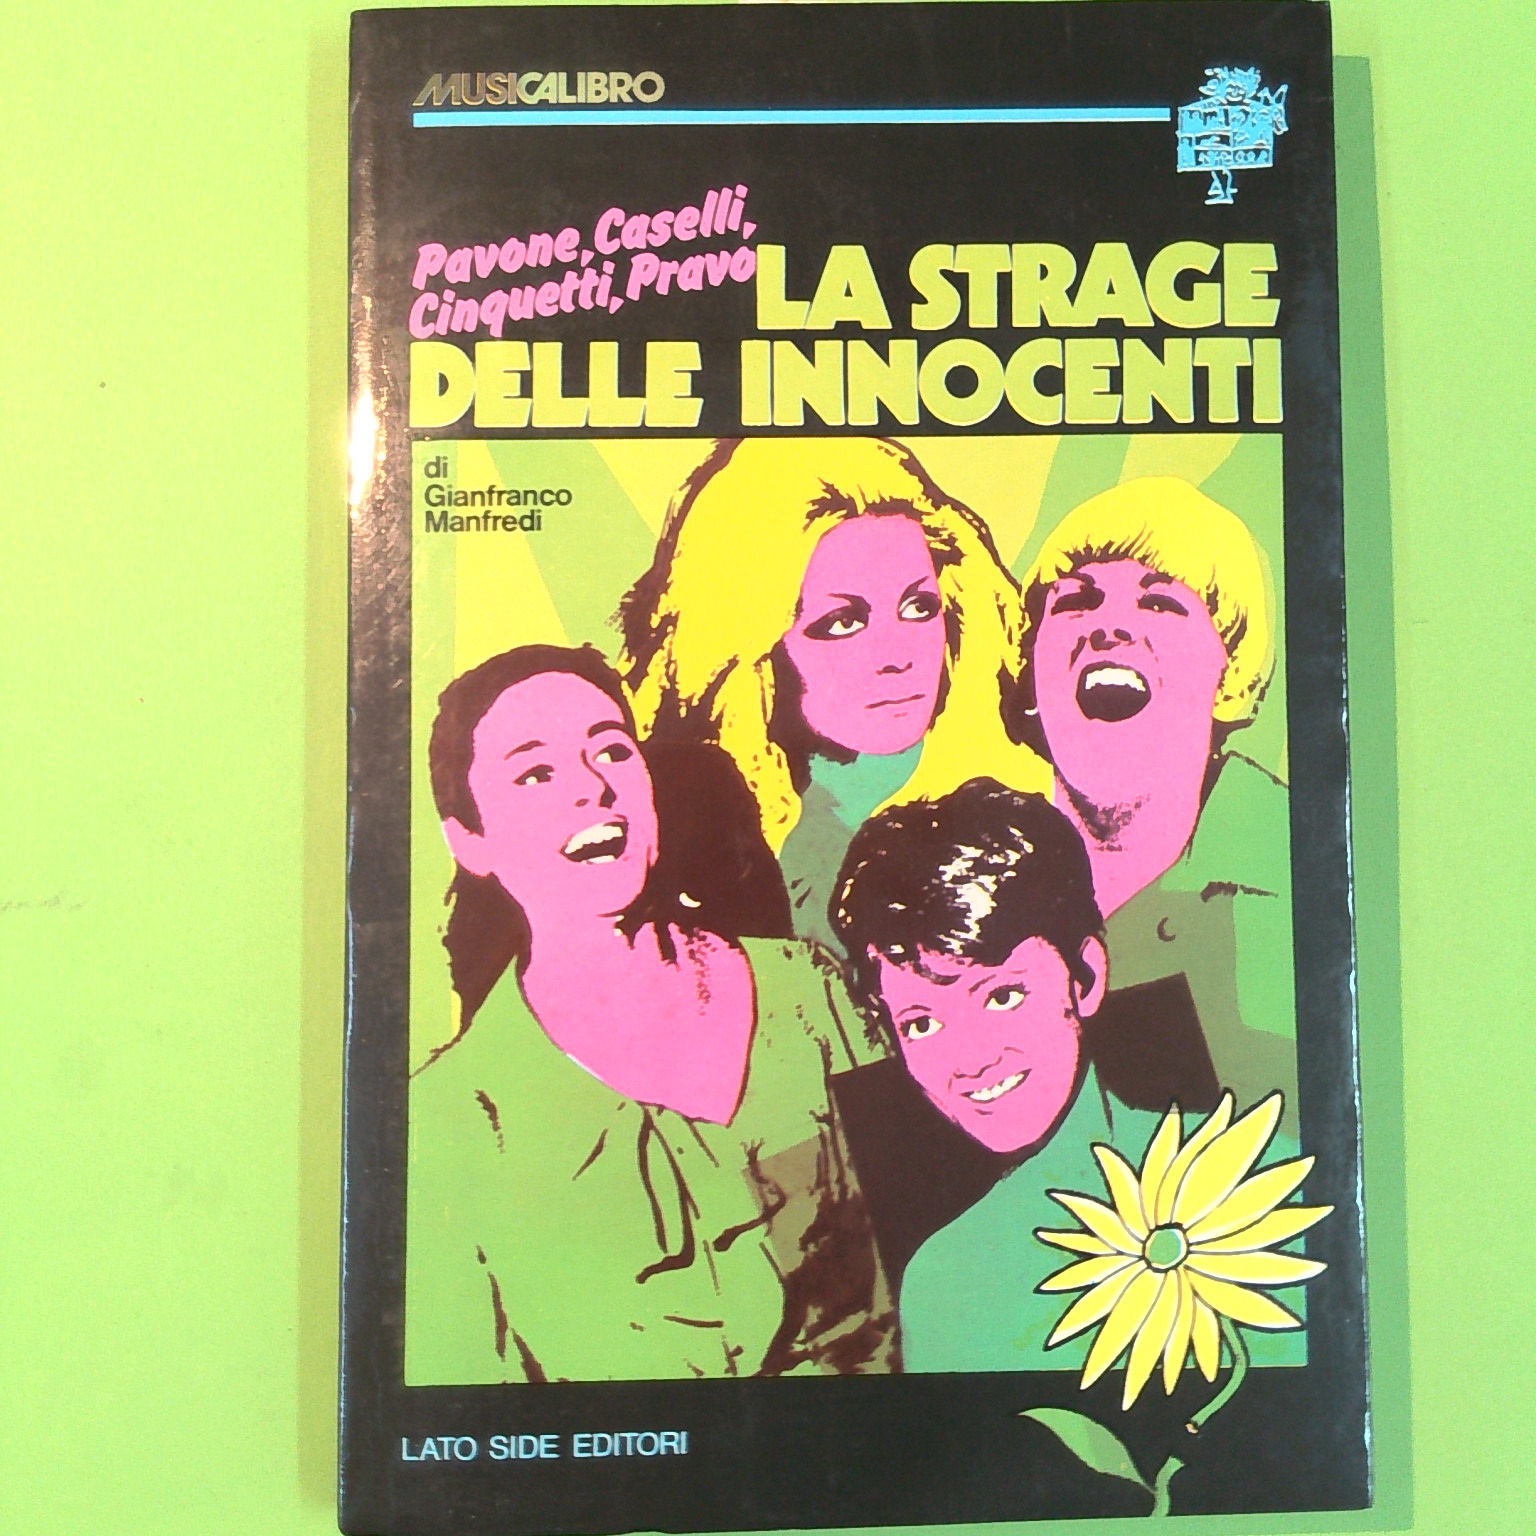 MUSICALIBRO
Pavone, Caselli,
Cinquetti, Pravo
LA STRAGE
DELLE INNOCENTI
di
Gianfranco
Manfredi
LATO SIDE EDITORI